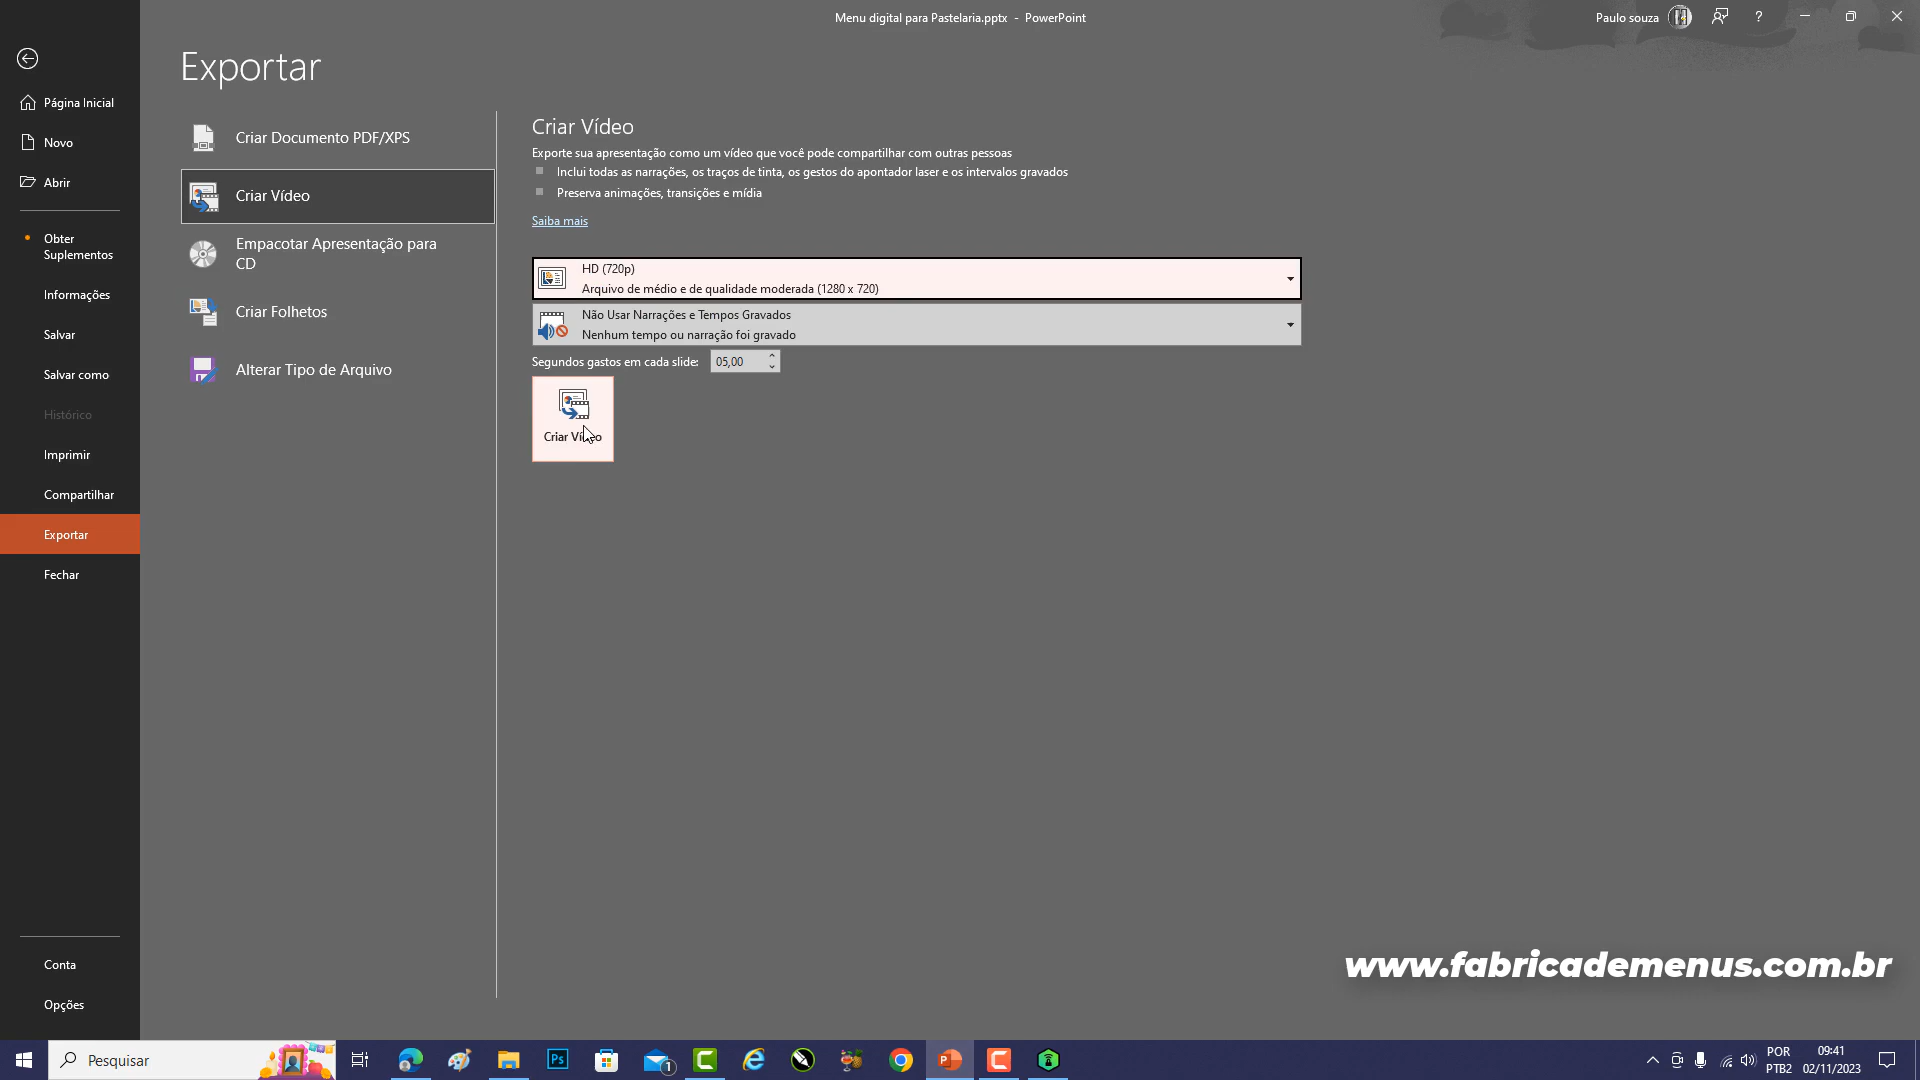 Menu digital para Pastelaria.pptx - PowerPoint
Paulo souza
?
Exportar
Página Inicial
Novo
Abrir
Obter
Suplementos
Informações
Salvar
Salvar como
Histórico
Imprimir
Compartilhar
Exportar
Fechar
Conta
Opções
Criar Documento PDF/XPS
Criar Vídeo
Empacotar Apresentação para
CD
Criar Folhetos
Alterar Tipo de Arquivo
Criar Vídeo
Exporte sua apresentação como um vídeo que você pode compartilhar com outras pessoas
Inclui todas as narrações, os traços de tinta, os gestos do apontador laser e os intervalos gravados
Preserva animações, transições e mídia
Saiba mais
HD (720p)
Arquivo de médio e de qualidade moderada (1280 x 720)
Não Usar Narrações e Tempos Gravados
Nenhum tempo ou narração foi gravado
Segundos gastos em cada slide: 05,00
Criar Vídeo
www.fabricademenus.com.br
Pesquisar
Ps
1
P
C
POR
PTB2
09:41
02/11/2023